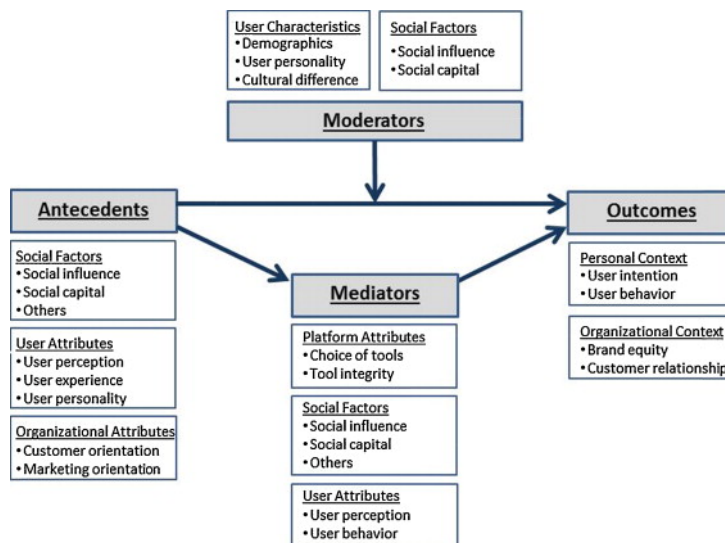 User Characteristics
•Demographics
•User personality
•Cultural difference
Social Factors
•Social influence
•Social capital
Moderators
Antecedents
Social Factors
•Social influence
•Social capital
•Others
User Attributes
•User perception
•User experience
•User personality
Organizational Attributes
•Customer orientation
•Marketing orientation
Mediators
Platform Attributes
•Choice of tools
•Tool integrity
Social Factors
•Social influence
•Social capital
•Others
User Attributes
•User perception
•User behavior
Outcomes
Personal Context
•User intention
•User behavior
Organizational Context
•Brand equity
•Customer relationship